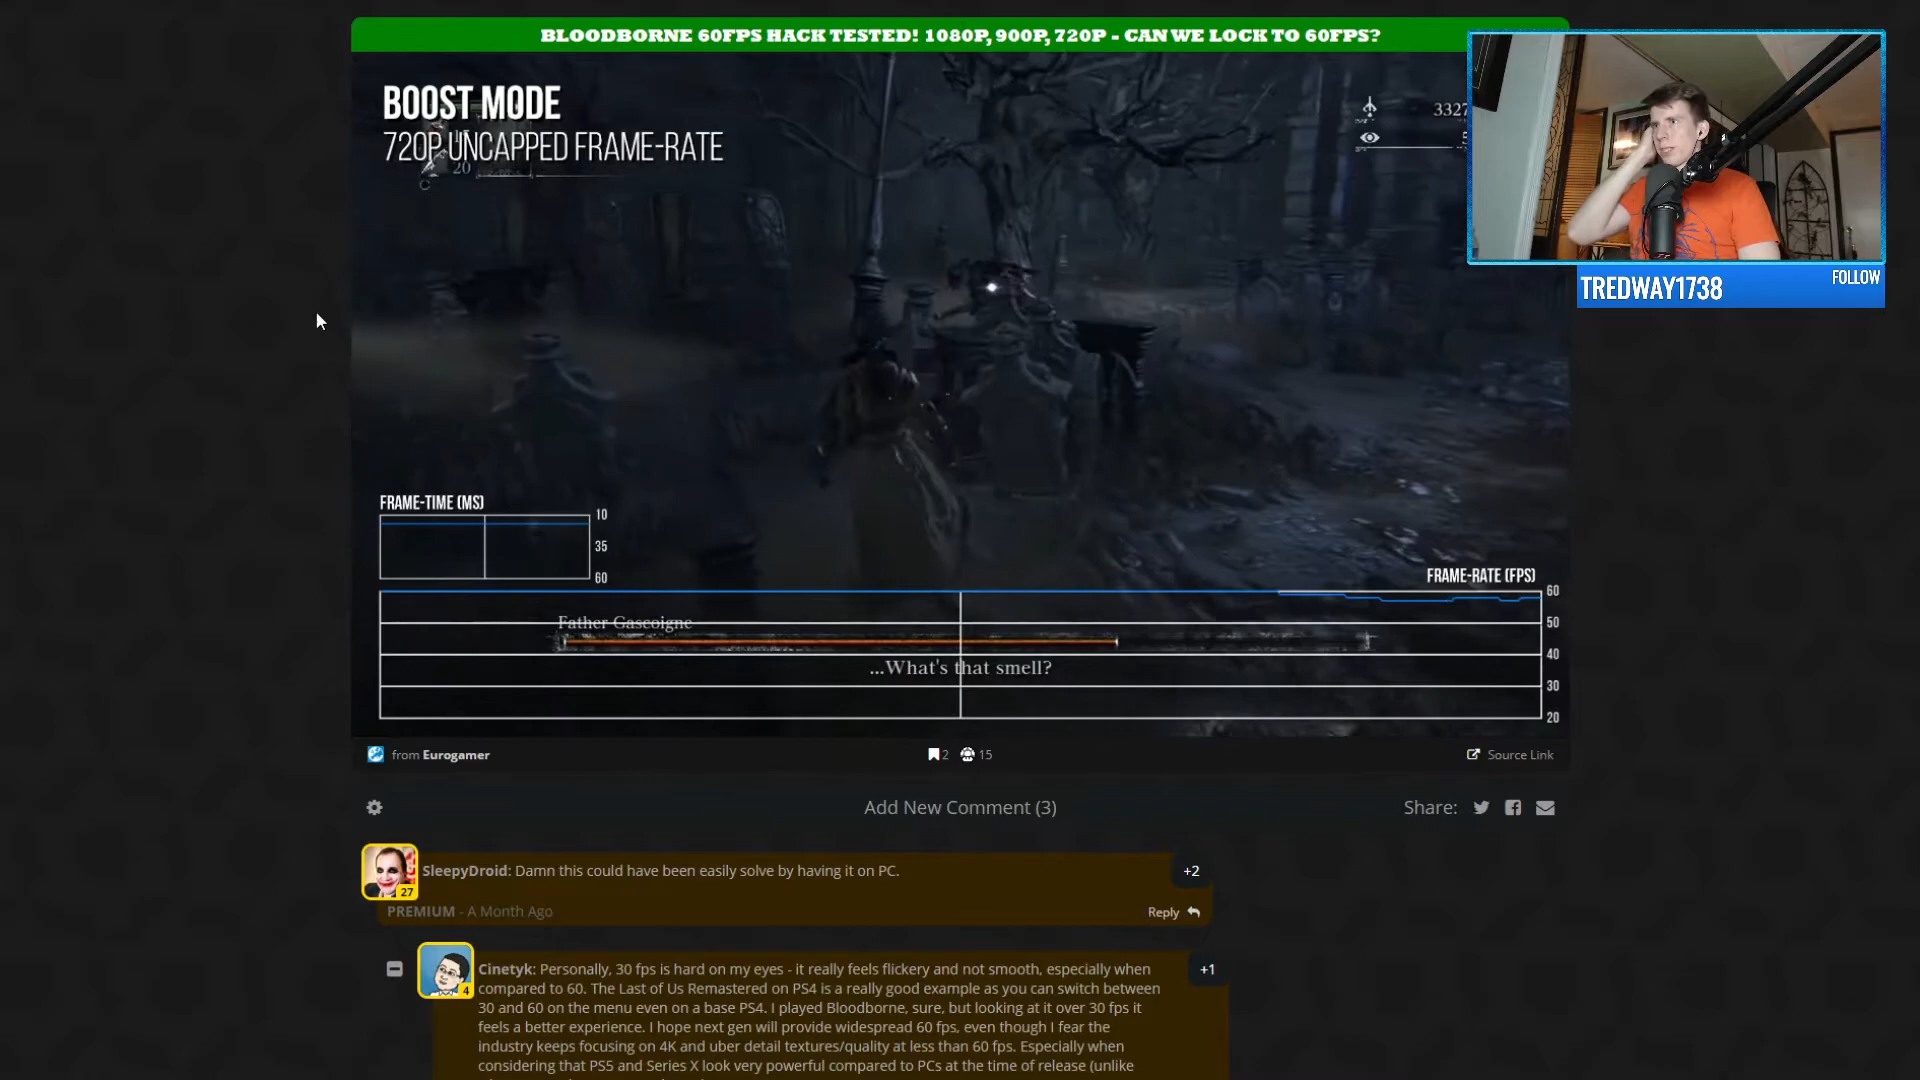 BLOODBORNE 60FPS HACK TESTED! 1080P, 900P, 720P - CAN WE LOCK TO 60FPS?
BOOST MODE
720P UNCAPPED FRAME-RATE
20
3327
TREDWAY1738
FOLLOW
FRAME-TIME (MS)
10
35
60
FRAME-RATE (FPS)
60
50
40
30
20
Father Gascoigne
...What's that smell?
from Eurogamer
2
15
Source Link
Add New Comment (3)
Share:
SleepyDroid: Damn this could have been easily solve by having it on PC.
+2
27
PREMIUM - A Month Ago
Reply
Cinetyk: Personally, 30 fps is hard on my eyes - it really feels flickery and not smooth, especially when
+1
4
compared to 60. The Last of Us Remastered on PS4 is a really good example as you can switch between
30 and 60 on the menu even on a base PS4. I played Bloodborne, sure, but looking at it over 30 fps it
feels a better experience. I hope next gen will provide widespread 60 fps, even though I fear the
industry keeps focusing on 4K and uber detail textures/quality at less than 60 fps. Especially when
considering that PS5 and Series X look very powerful compared to PCs at the time of release (unlike